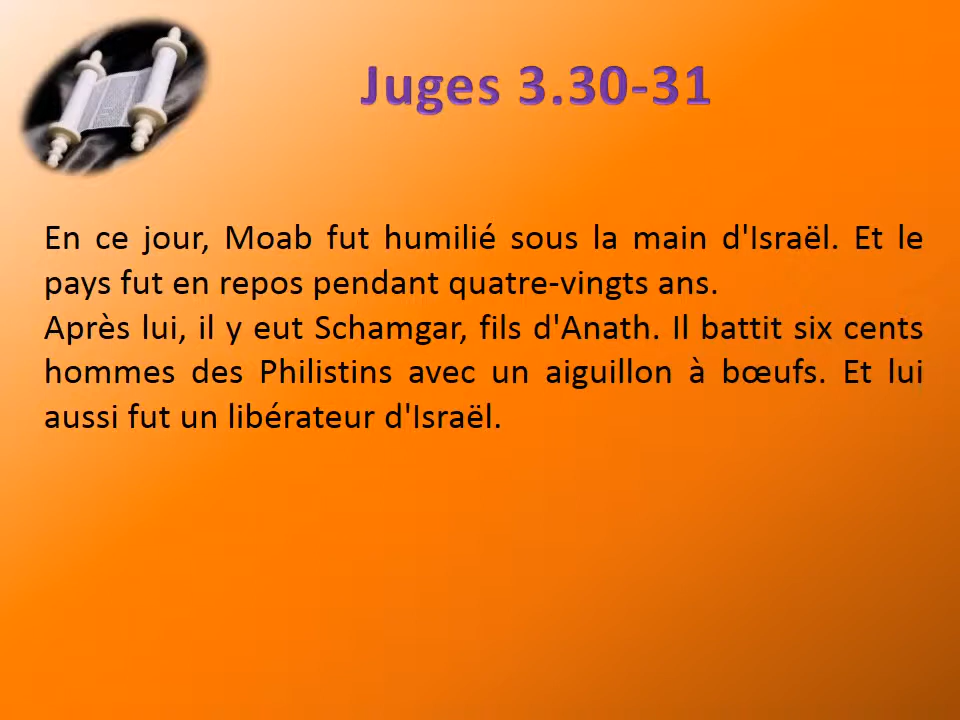 Juges 3.30-31
En ce jour, Moab fut humilié sous la main d'Israël. Et le
pays fut en repos pendant quatre-vingts ans.
Après lui, il y eut Schamgar, fils d'Anath. Il battit six cents
hommes des Philistins avec un aiguillon à bœufs. Et lui
aussi fut un libérateur d'Israël.